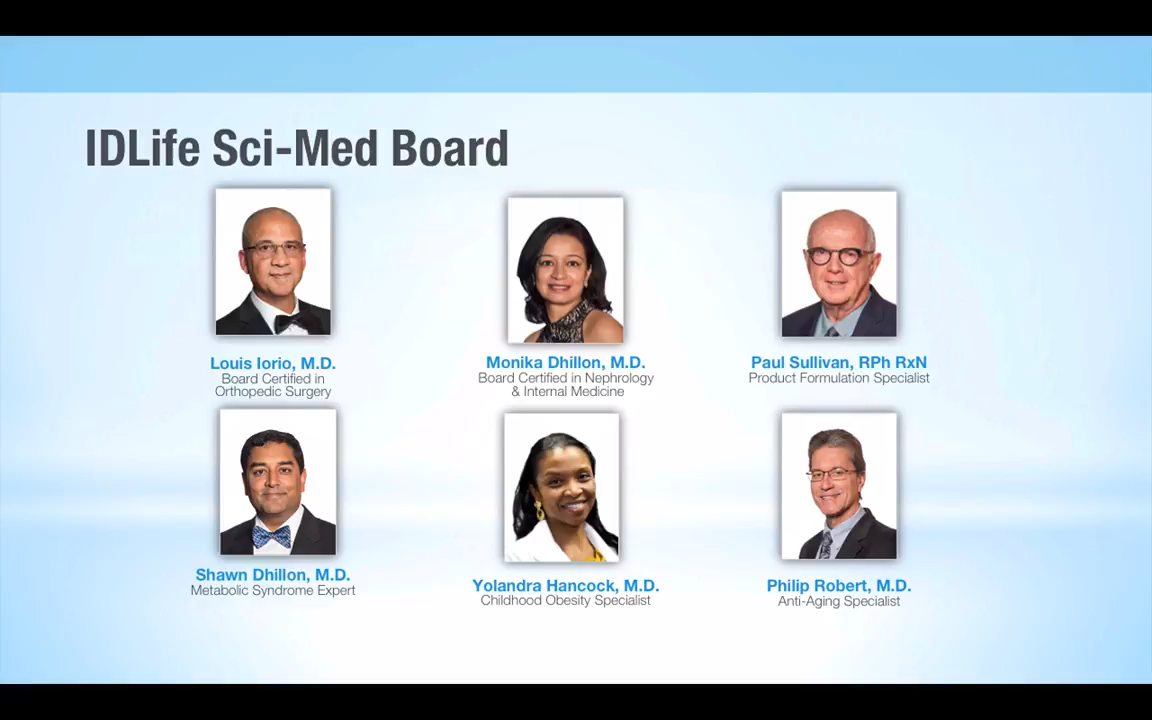 IDLife Sci-Med Board
Louis Iorio, M.D.
Board Certified in
Orthopedic Surgery
Monika Dhillon, M.D.
Board Certified in Nephrology
& Internal Medicine
Paul Sullivan, RPh RxN
Product Formulation Specialist
Shawn Dhillon, M.D.
Metabolic Syndrome Expert
Yolandra Hancock, M.D.
Childhood Obesity Specialist
Philip Robert, M.D.
Anti-Aging Specialist